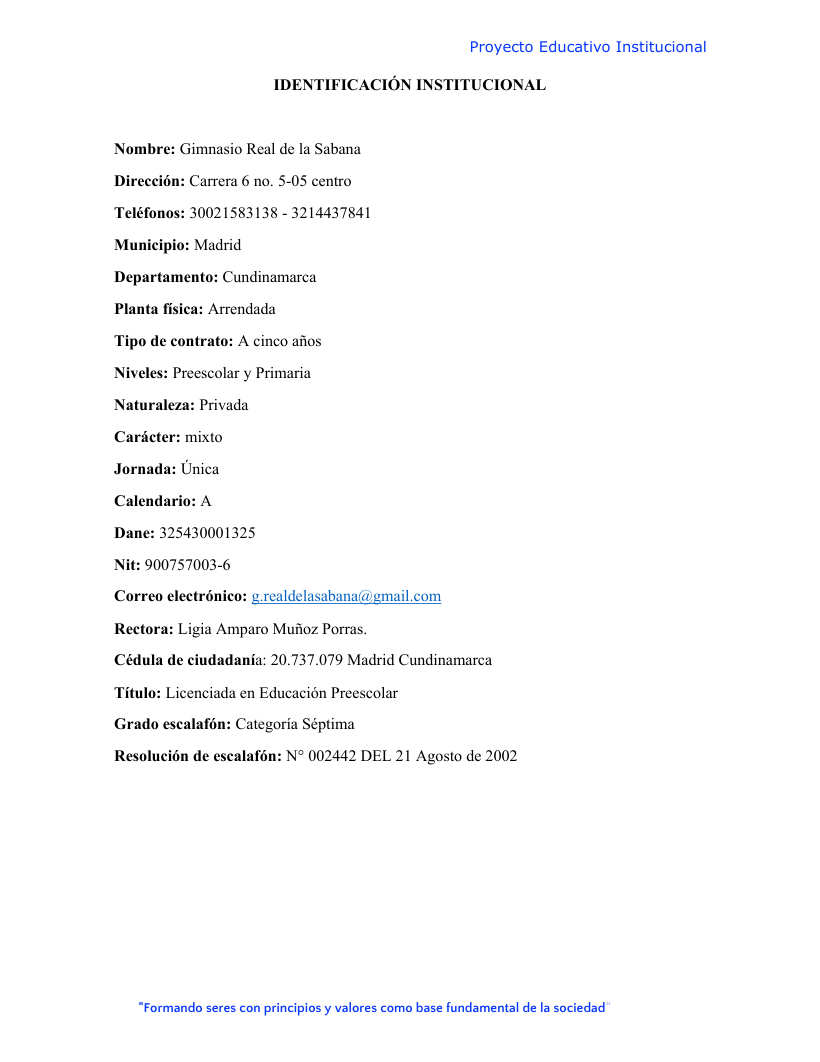 Proyecto Educativo Institucional
IDENTIFICACIÓN INSTITUCIONAL
Nombre: Gimnasio Real de la Sabana
Dirección: Carrera 6 no. 5-05 centro
Teléfonos: 30021583138 - 3214437841
Municipio: Madrid
Departamento: Cundinamarca
Planta física: Arrendada
Tipo de contrato: A cinco años
Niveles: Preescolar y Primaria
Naturaleza: Privada
Carácter: mixto
Jornada: Única
Calendario: A
Dane: 325430001325
Nit: 900757003-6
Correo electrónico: g.realdelasabana@gmail.com
Rectora: Ligia Amparo Muñoz Porras.
Cédula de ciudadanía: 20.737.079 Madrid Cundinamarca
Título: Licenciada en Educación Preescolar
Grado escalafón: Categoría Séptima
Resolución de escalafón: N° 002442 DEL 21 Agosto de 2002
"Formando seres con principios y valores como base fundamental de la sociedad"